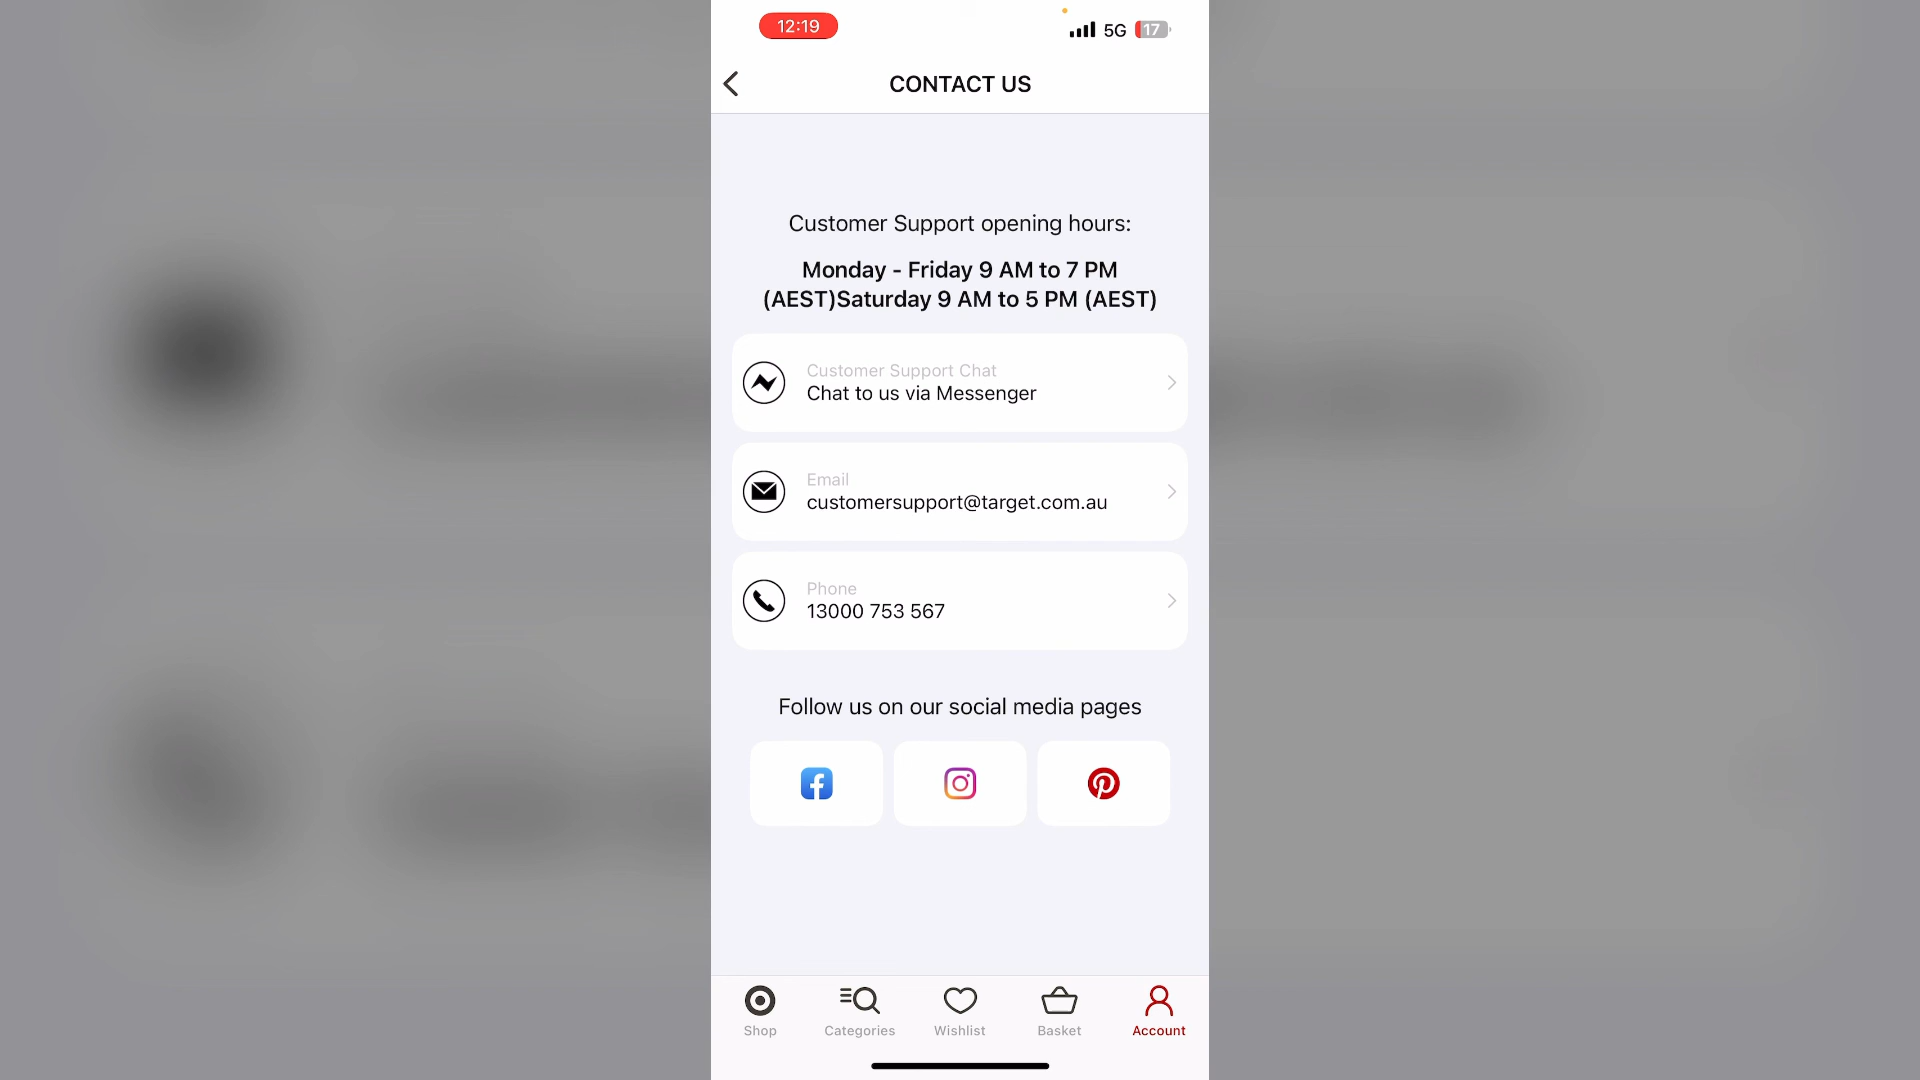 12:19
5G 17
CONTACT US
Customer Support opening hours:
Monday - Friday 9 AM to 7 PM
(AEST)Saturday 9 AM to 5 PM (AEST)
Customer Support Chat
Chat to us via Messenger
Email
customersupport@target.com.au
Phone
13000 753 567
Follow us on our social media pages
Shop Categories Wishlist Basket Account